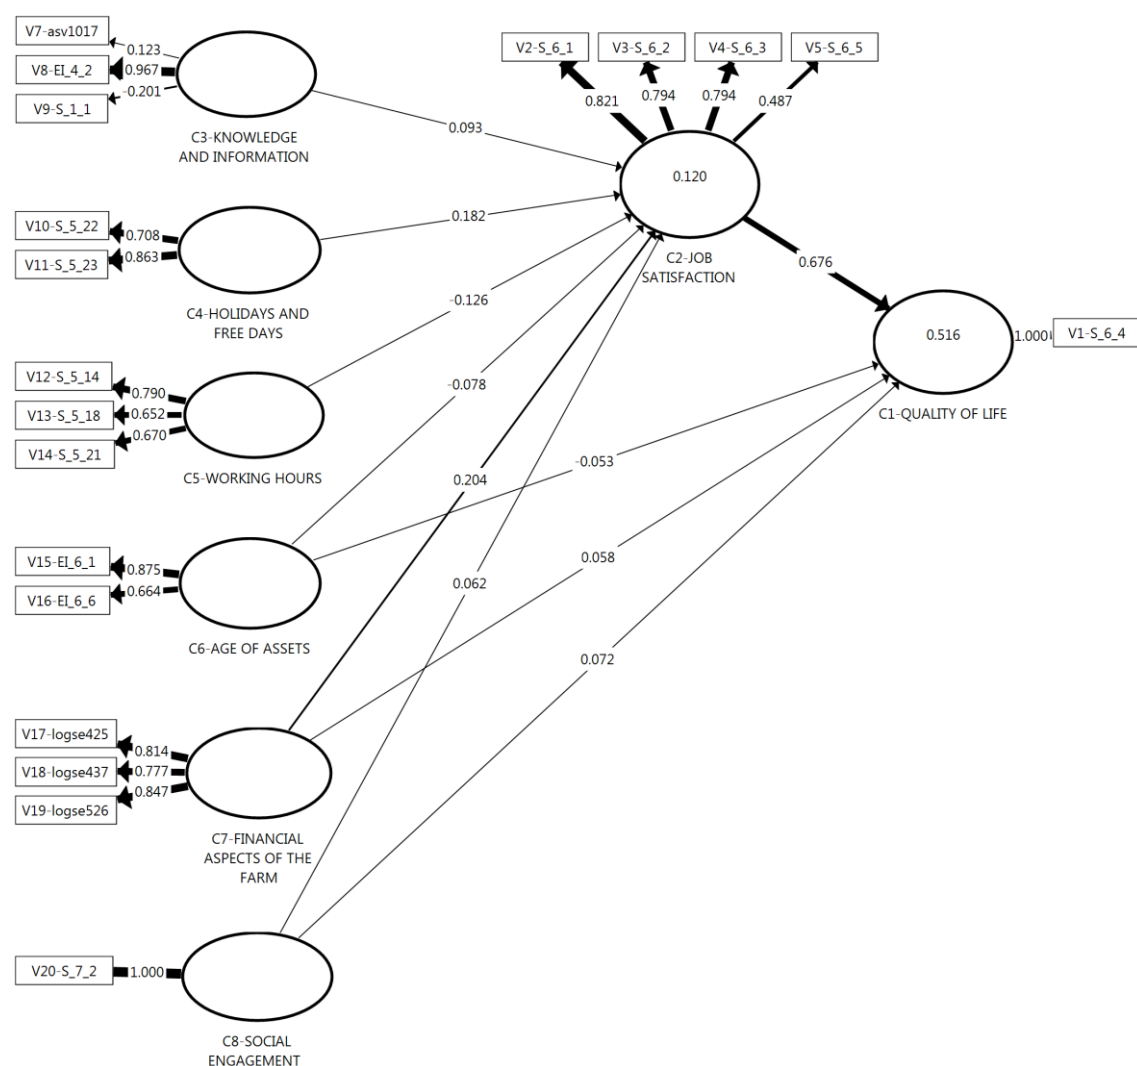 V7-asv1017
V8-EI_4_2
V9-S_1_1
0.123
0.967
-0.201
C3-KNOWLEDGE
AND INFORMATION
V2-S_6_1
V3-S_6_2
V4-S_6_3
V5-S_6_5
0.821
0.794
0.794
0.487
0.093
0.120
C2-JOB
SATISFACTION
V10-S_5_22
V11-S_5_23
0.708
0.863
C4-HOLIDAYS AND
FREE DAYS
0.182
0.676
0.516
1.000
V1-S_6_4
C1-QUALITY OF LIFE
V12-S_5_14
V13-S_5_18
V14-S_5_21
0.790
0.652
0.670
C5-WORKING HOURS
-0.126
-0.078
-0.053
0.204
V15-EI_6_1
V16-EI_6_6
0.875
0.664
C6-AGE OF ASSETS
0.062
0.058
0.072
V17-logse425
V18-logse437
V19-logse526
0.814
0.777
0.847
C7-FINANCIAL
ASPECTS OF THE
FARM
V20-S_7_2
1.000
C8-SOCIAL
ENGAGEMENT